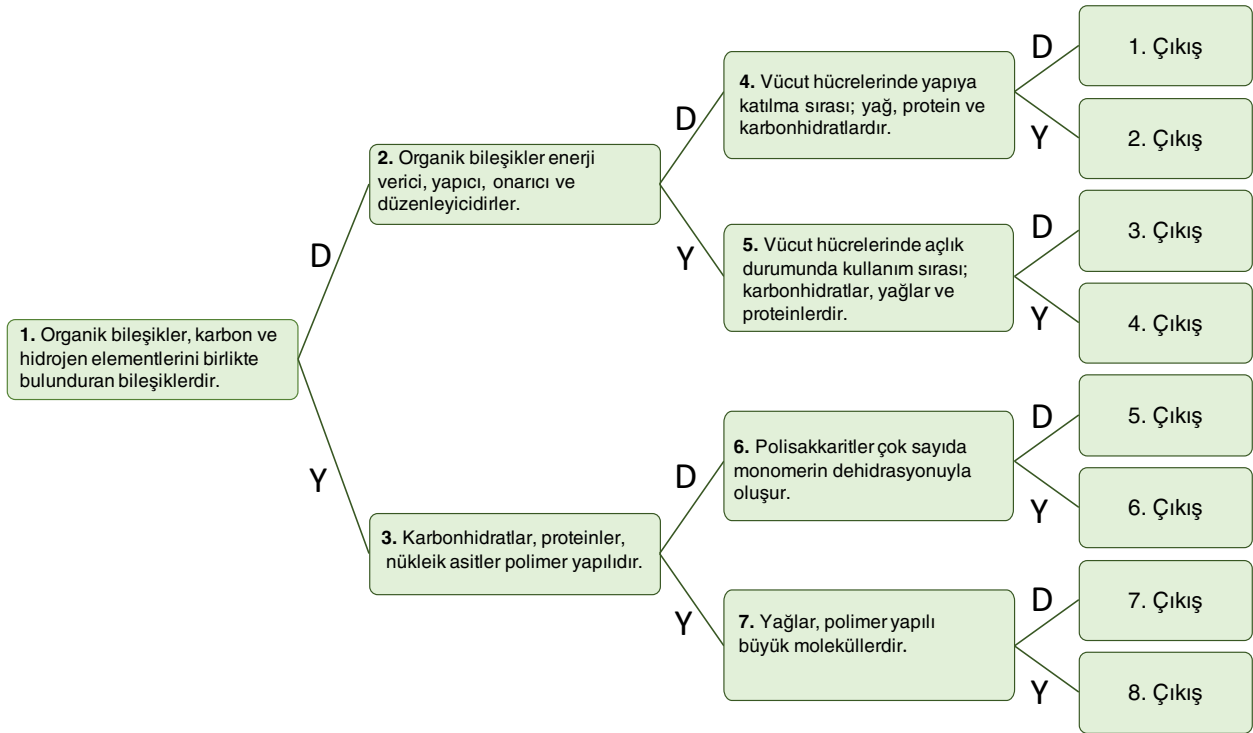 1. Organik bileşikler, karbon ve
hidrojen elementlerini birlikte
bulunduran bileşiklerdir.
D
Y
2. Organik bileşikler enerji
verici, yapıcı, onarıcı ve
düzenleyicidirler.
D
Y
3. Karbonhidratlar, proteinler,
nükleik asitler polimer yapılıdır.
D
Y
4. Vücut hücrelerinde yapıya
katılma sırası; yağ, protein ve
karbonhidratlardır.
D
Y
5. Vücut hücrelerinde açlık
durumunda kullanım sırası;
karbonhidratlar, yağlar ve
proteinlerdir.
D
Y
6. Polisakkaritler çok sayıda
monomerin dehidrasyonuyla
oluşur.
D
Y
7. Yağlar, polimer yapılı
büyük moleküllerdir.
D
Y
1. Çıkış
2. Çıkış
3. Çıkış
4. Çıkış
5. Çıkış
6. Çıkış
7. Çıkış
8. Çıkış